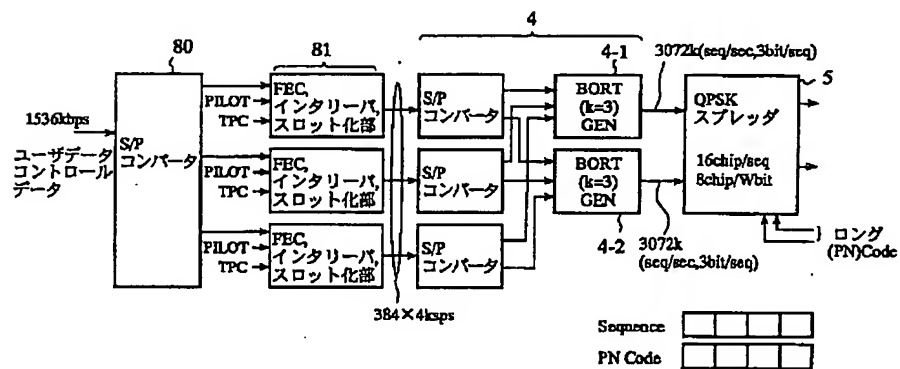 80
81
4
4-1
3072k(seq/sec,3bit/seq)
5
1536kbps
ユーザデータ
コントロール
データ
S/P
コンバータ
PILOT
TPC
FEC,
インタリーバ,
スロット化部
S/P
コンバータ
BORT
(k=3)
GEN
QPSK
スプレッダ
16chip/seq
8chip/Wbit
PILOT
TPC
FEC,
インタリーバ,
スロット化部
S/P
コンバータ
BORT
(k=3)
GEN
PILOT
TPC
FEC,
インタリーバ,
スロット化部
S/P
コンバータ
4-2
3072k
(seq/sec,3bit/seq)
ロング
(PN)Code
384×4ksps
Sequence
PN Code